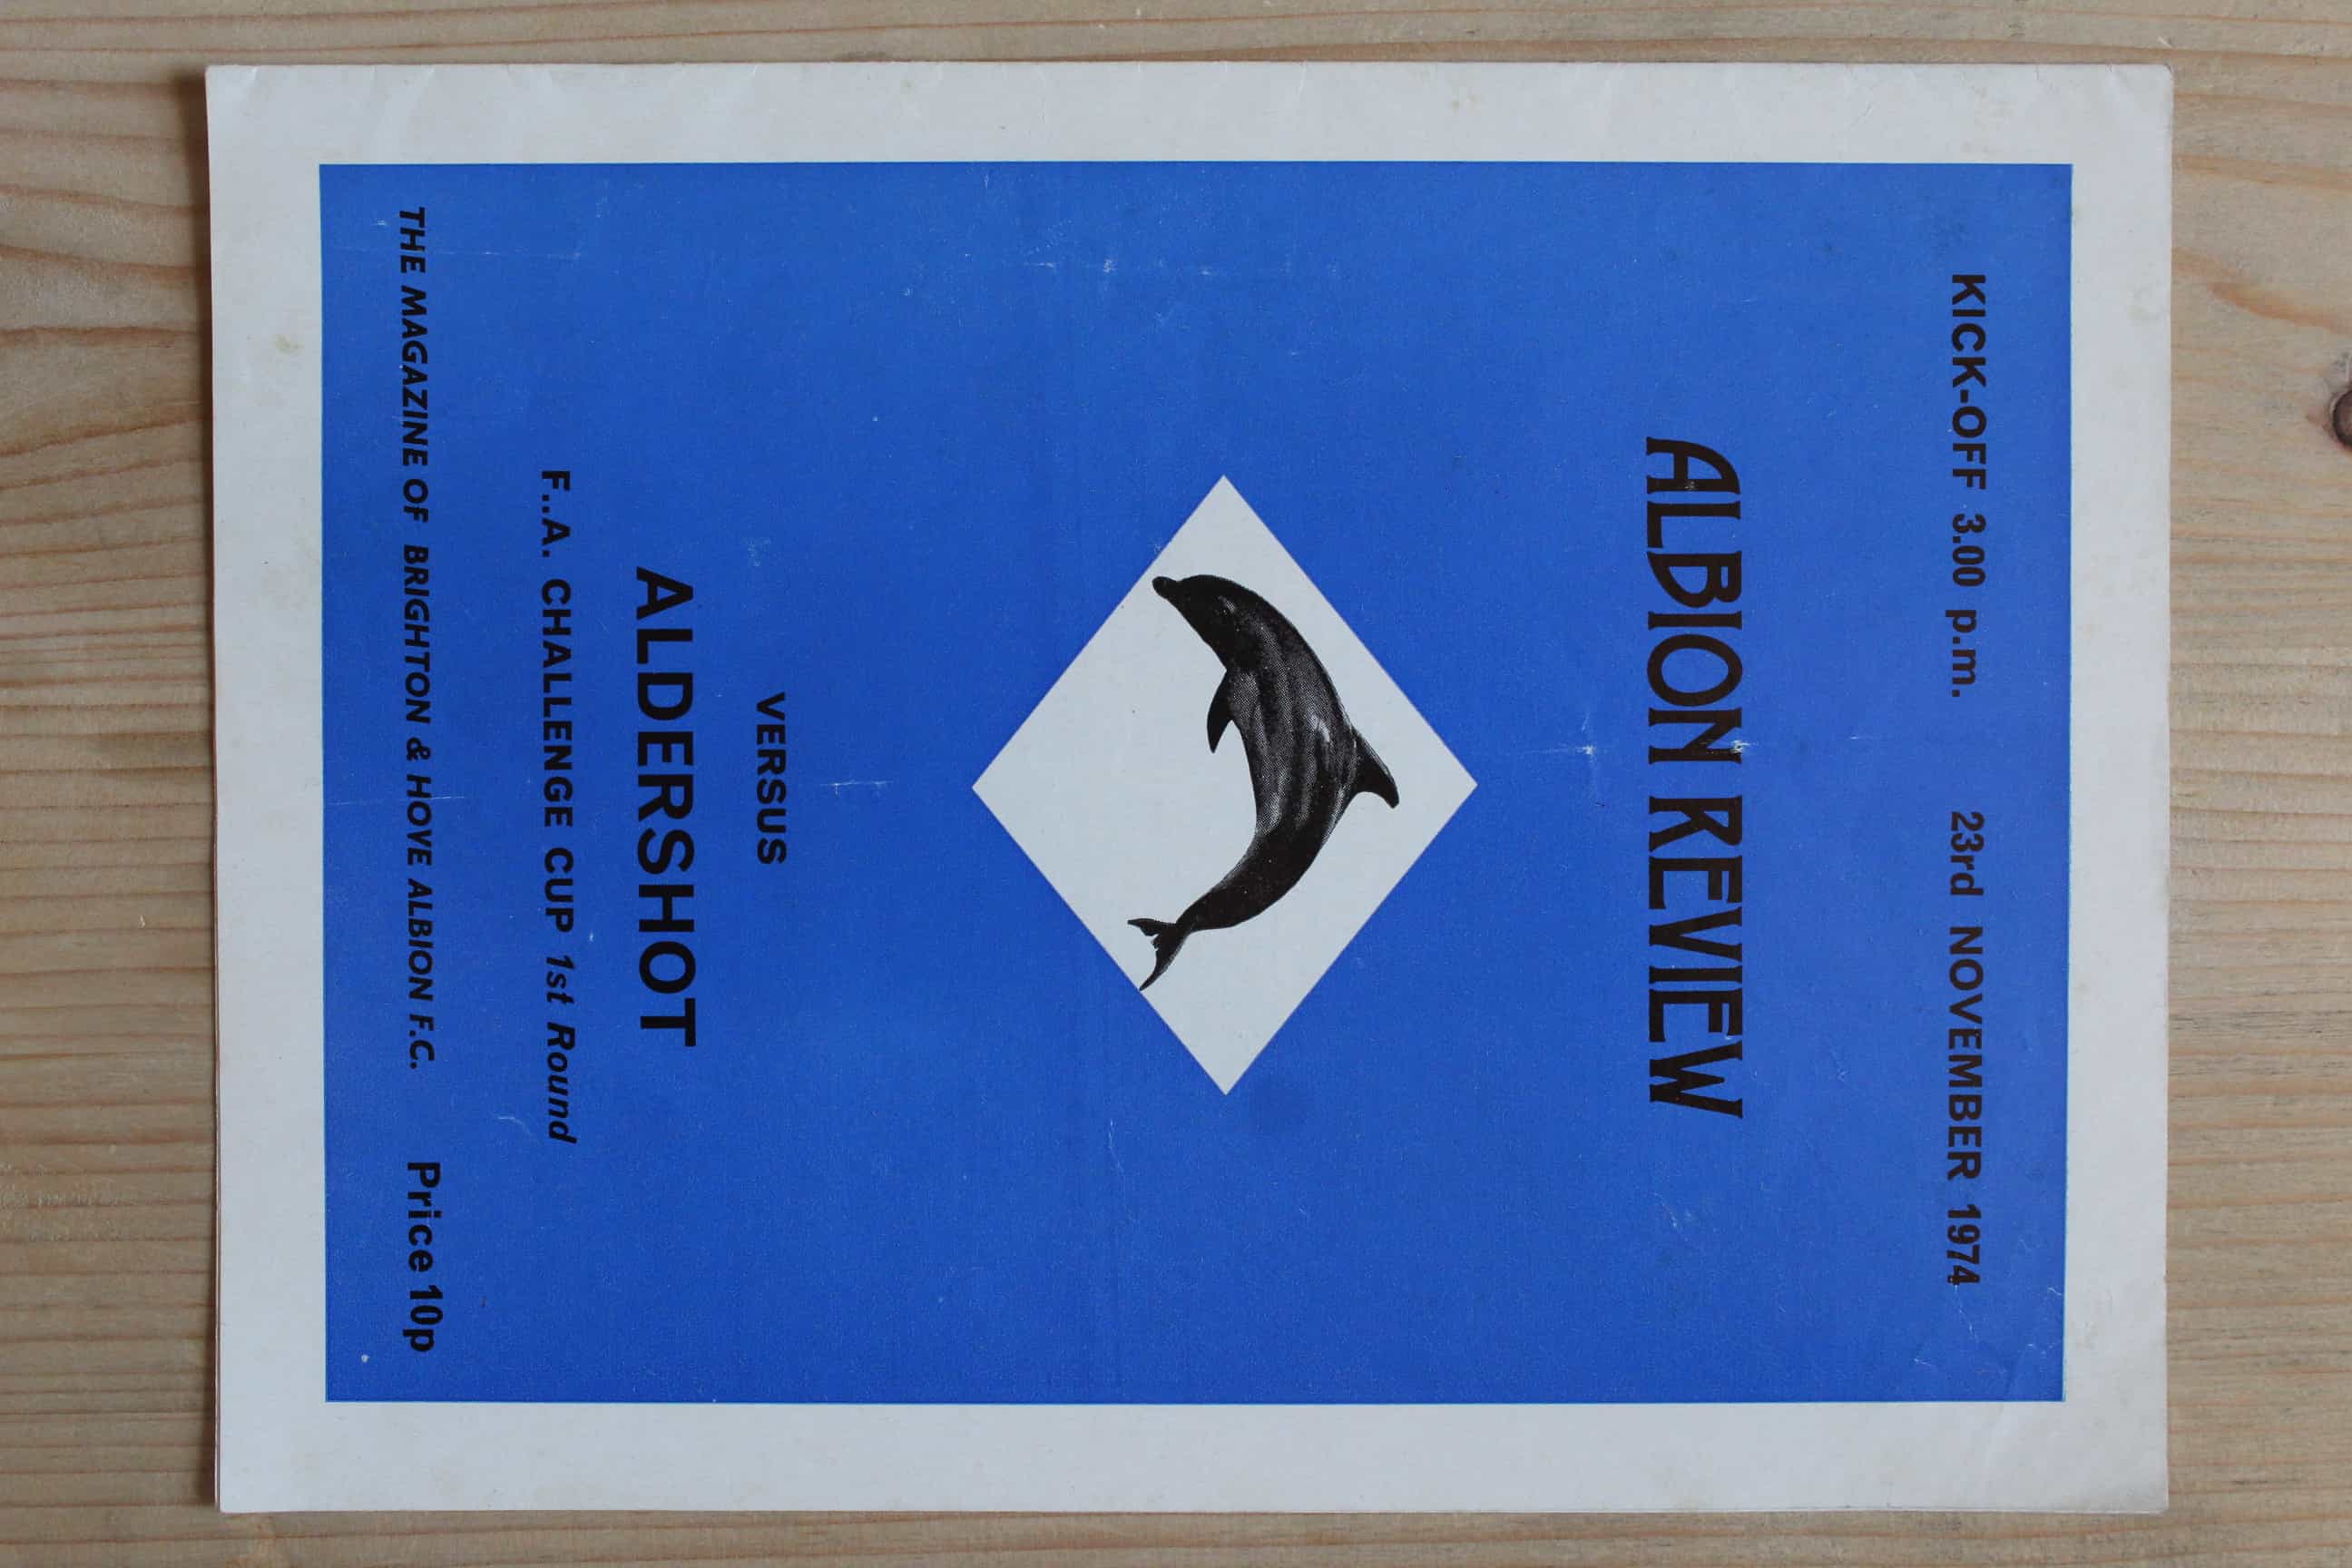 KICK-OFF 3.00 p.m. 23rd NOVEMBER 1974
ALBION REVIEW
VERSUS
ALDERSHOT
F..A. CHALLENGE CUP 1st Round
THE MAGAZINE OF BRIGHTON & HOVE ALBION F.C. Price 10p